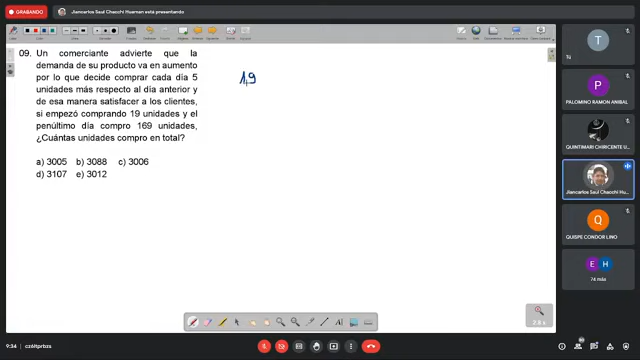 GRABANDO
Jiancarlos Saul Chacchi Huaman está presentando
09. Un comerciante advierte que la
demanda de su producto va en aumento
por lo que decide comprar cada día 5
unidades más respecto al día anterior y
de esa manera satisfacer a los clientes,
si empezó comprando 19 unidades y el
penúltimo día compro 169 unidades,
¿Cuántas unidades compro en total?
a) 3005 b) 3088 c) 3006
d) 3107 e) 3012
19
T
Tú
P
PALOMINO RAMON ANIBAL
QUINTIMARI CHIRICENTE
Jiancarlos Saul Chacchi Huam...
Q
QUISPE CONDOR LINO
E H
74 más
9:34 | czoltprbzs